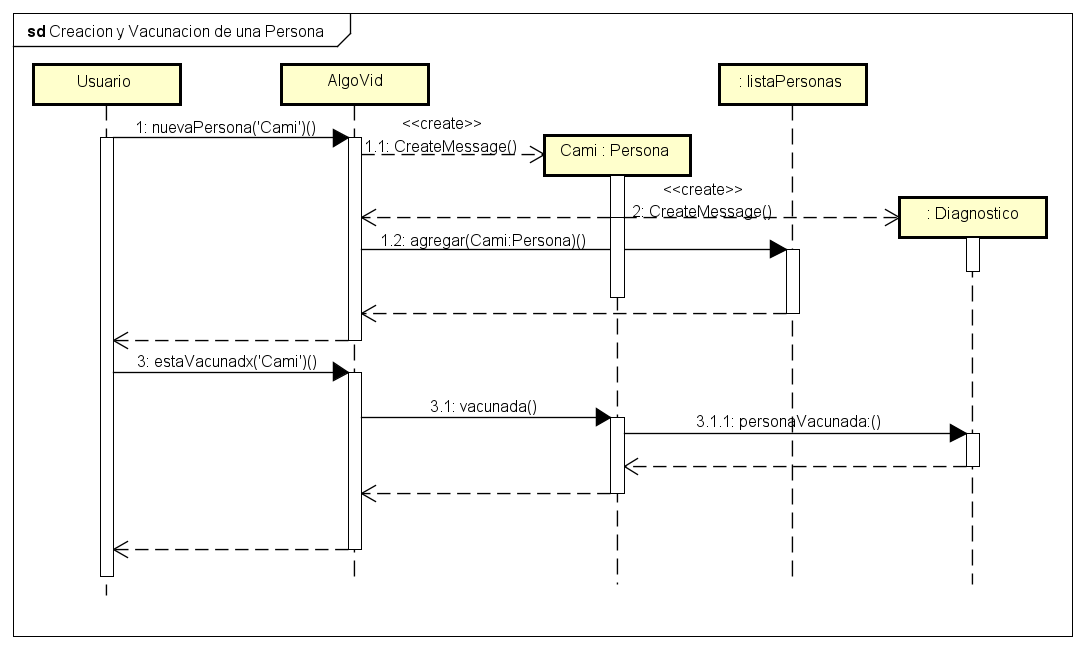 sd Creacion y Vacunacion de una Persona
Usuario
AlgoVid
: listaPersonas
1: nuevaPersona('Cami')()
<<create>>
1.1: CreateMessage()
Cami : Persona
<<create>>
2: CreateMessage()
: Diagnostico
1.2: agregar(Cami:Persona)()
3: estaVacunadx('Cami')()
3.1: vacunada()
3.1.1: personaVacunada:()